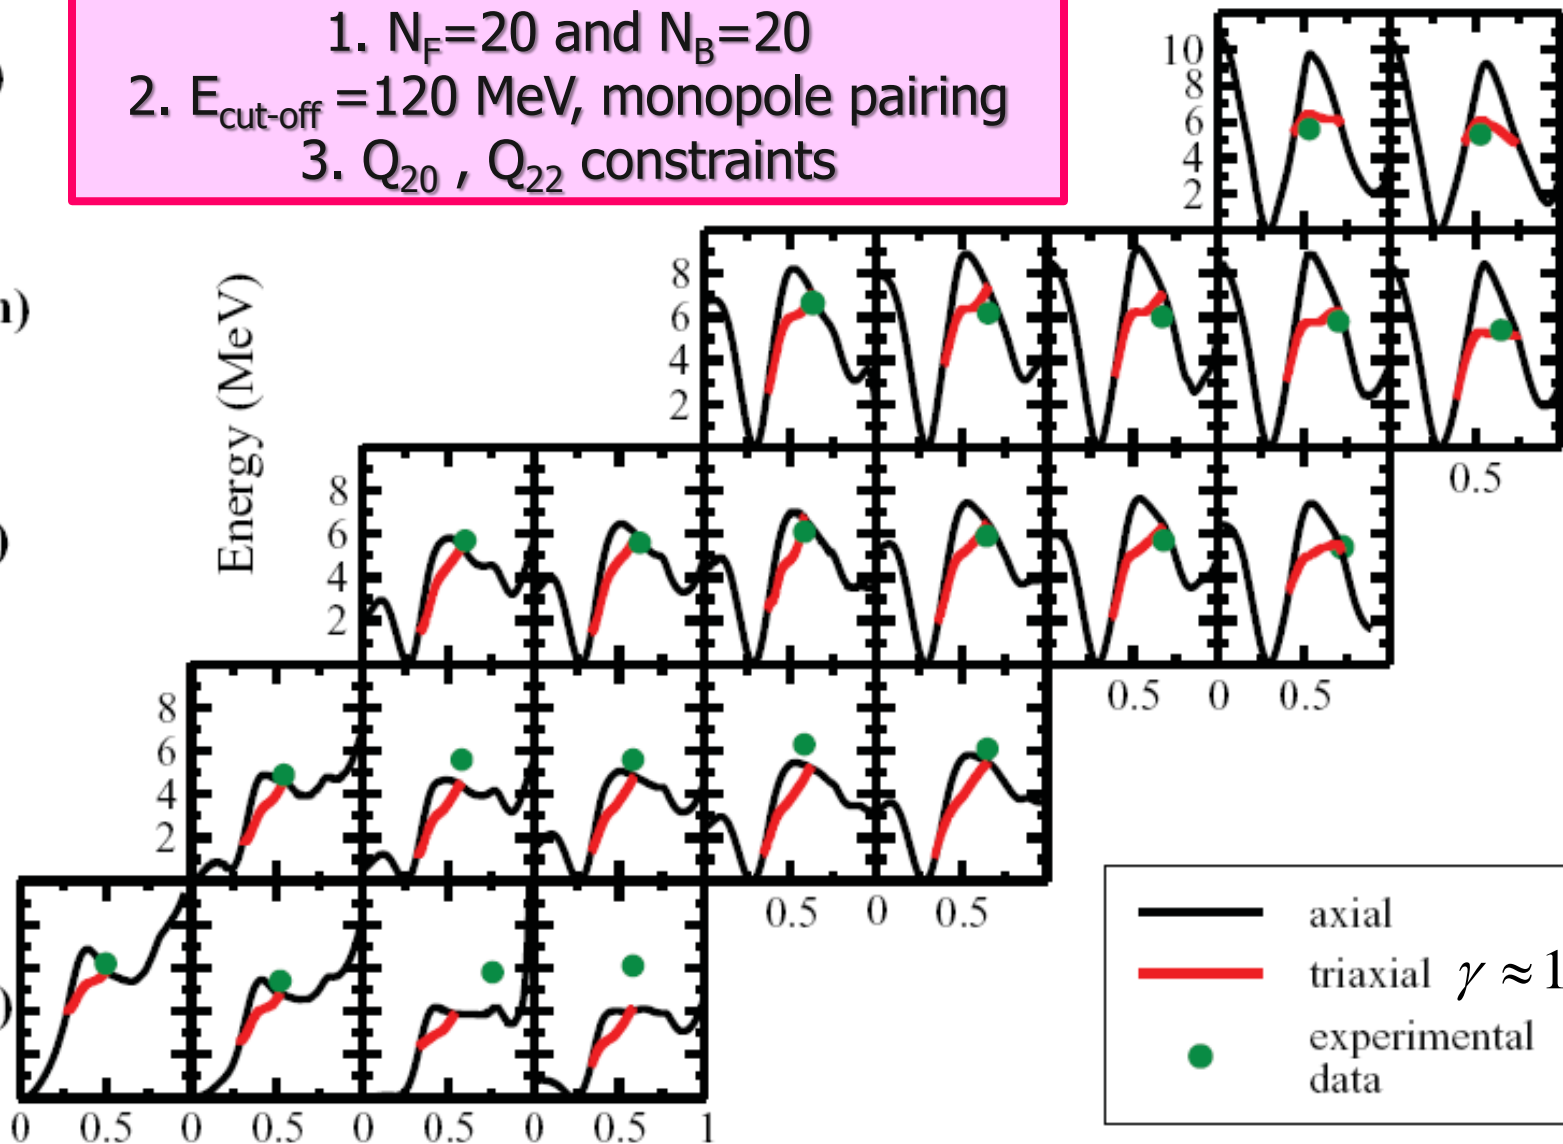 1. N_F=20 and N_B=20
2. E_cut-off =120 MeV, monopole pairing
3. Q_20 , Q_22 constraints
Energy (MeV)
10
8
6
4
2
8
6
4
2
0.5
8
6
4
2
0.5 0 0.5
8
6
4
2
0.5 0 0.5
0 0.5 0 0.5 0 0.5 0 0.5 1
axial
triaxial γ ≈ 1
experimental
data